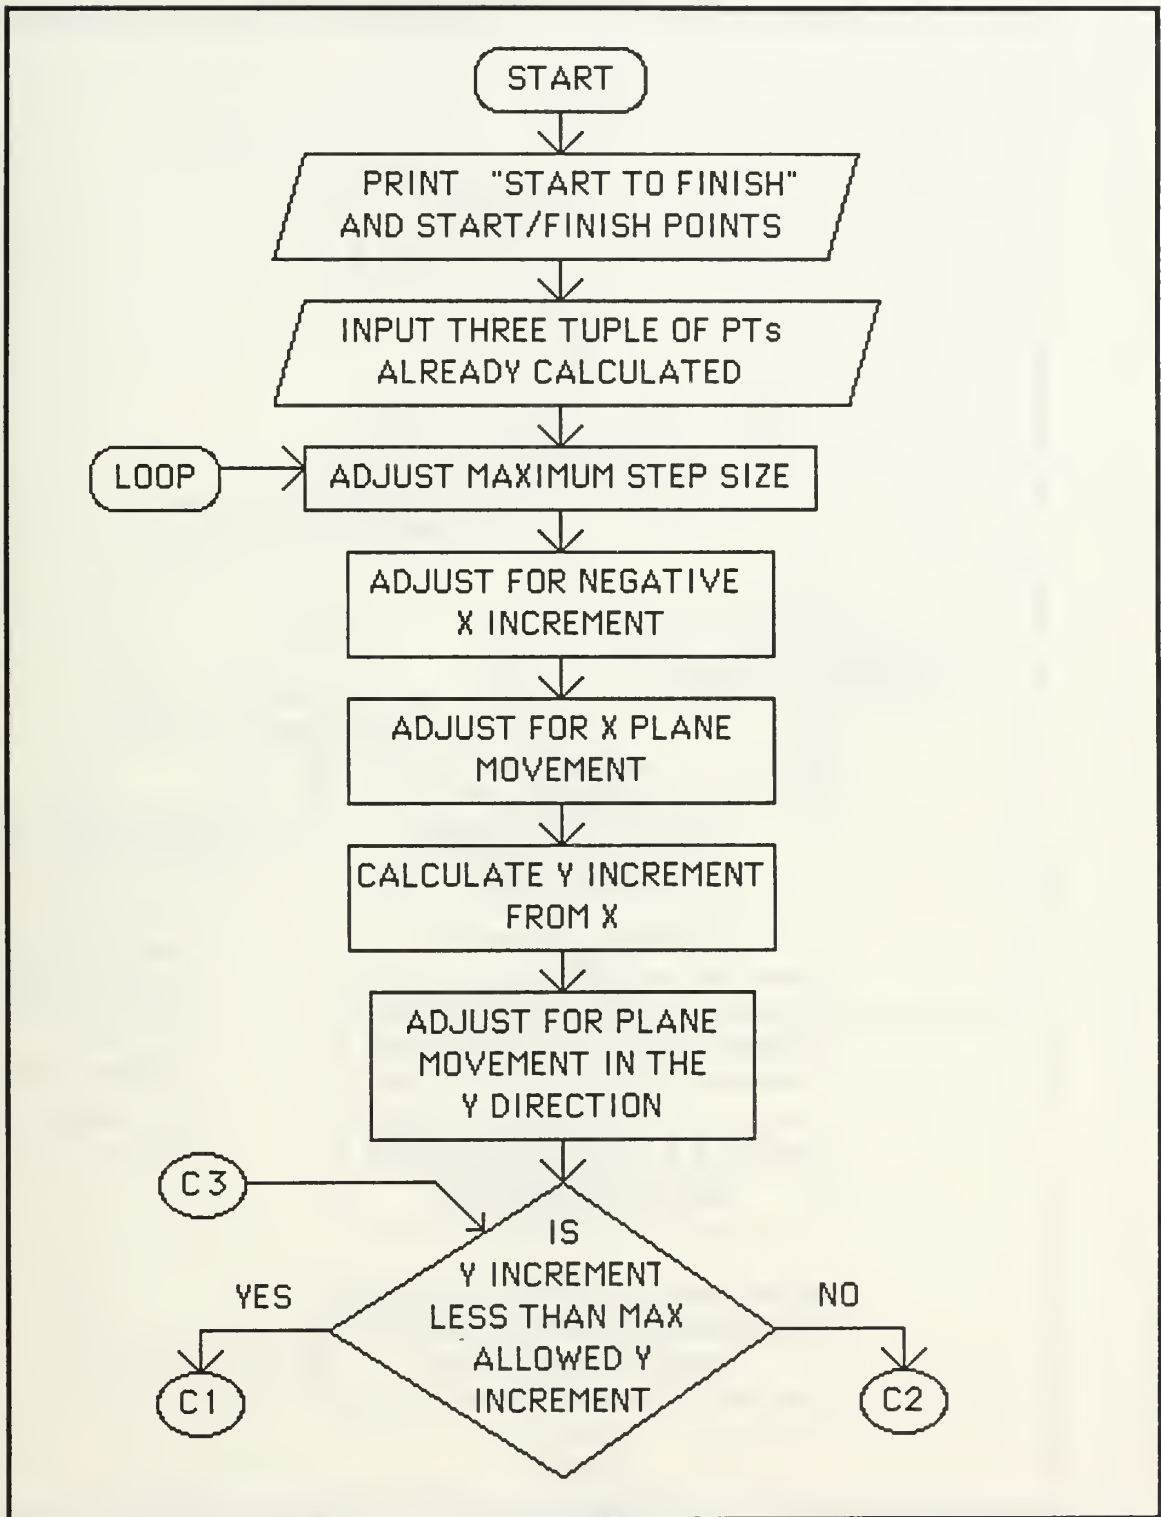 START
PRINT "START TO FINISH"
AND START/FINISH POINTS
INPUT THREE TUPLE OF PTs
ALREADY CALCULATED
LOOP
ADJUST MAXIMUM STEP SIZE
ADJUST FOR NEGATIVE
X INCREMENT
ADJUST FOR X PLANE
MOVEMENT
CALCULATE Y INCREMENT
FROM X
ADJUST FOR PLANE
MOVEMENT IN THE
Y DIRECTION
C3
IS
Y INCREMENT
LESS THAN MAX
ALLOWED Y
INCREMENT
YES
NO
C1
C2